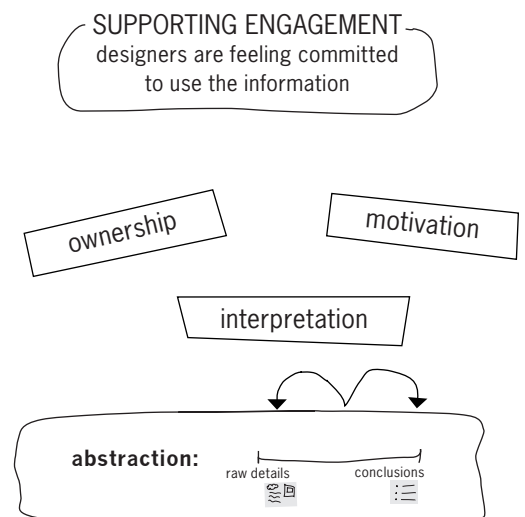 SUPPORTING ENGAGEMENT
designers are feeling committed
to use the information
ownership
motivation
interpretation
abstraction:
raw details
conclusions